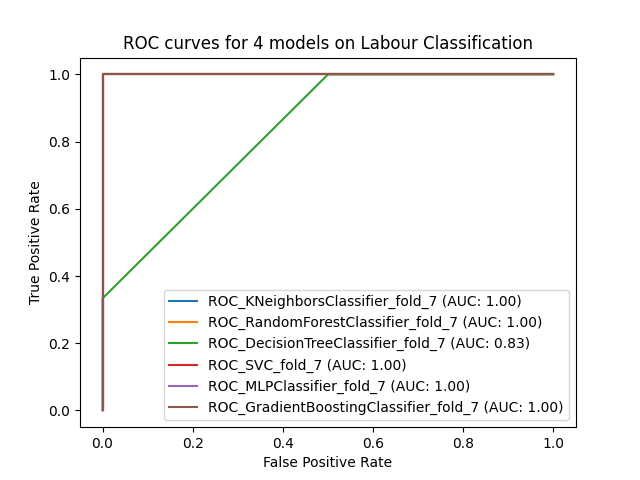 ROC curves for 4 models on Labour Classification
True Positive Rate
1.0
0.8
0.6
0.4
0.2
0.0
ROC_KNeighborsClassifier_fold_7 (AUC: 1.00)
ROC_RandomForestClassifier_fold_7 (AUC: 1.00)
ROC_DecisionTreeClassifier_fold_7 (AUC: 0.83)
ROC_SVC_fold_7 (AUC: 1.00)
ROC_MLPClassifier_fold_7 (AUC: 1.00)
ROC_GradientBoostingClassifier_fold_7 (AUC: 1.00)
0.0 0.2 0.4 0.6 0.8 1.0
False Positive Rate